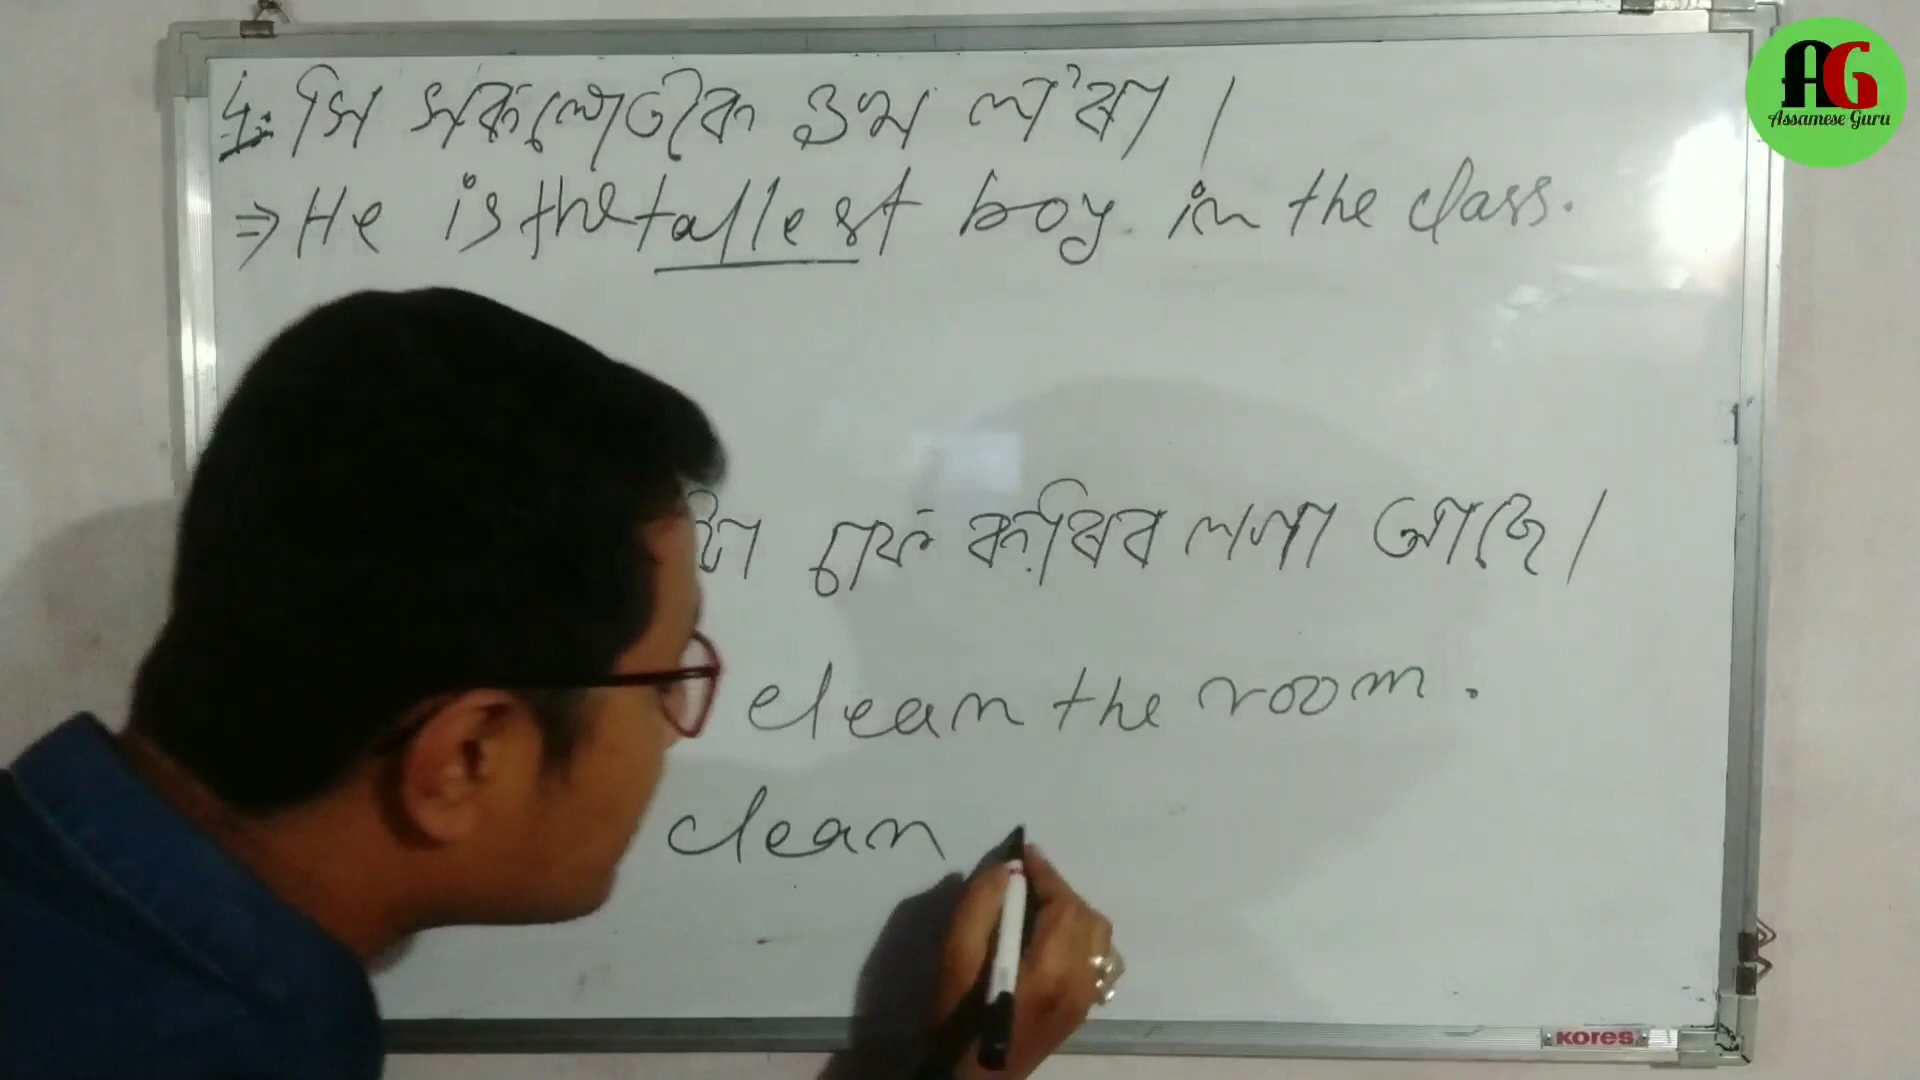 4. সি সকলোতকৈ ওখ ল'ৰা ।
⇒ He is the tallest boy in the class.
টা চাফ কৰিব লগা আছে।
clean the room.
clean
AG
Assamese Guru
KORES